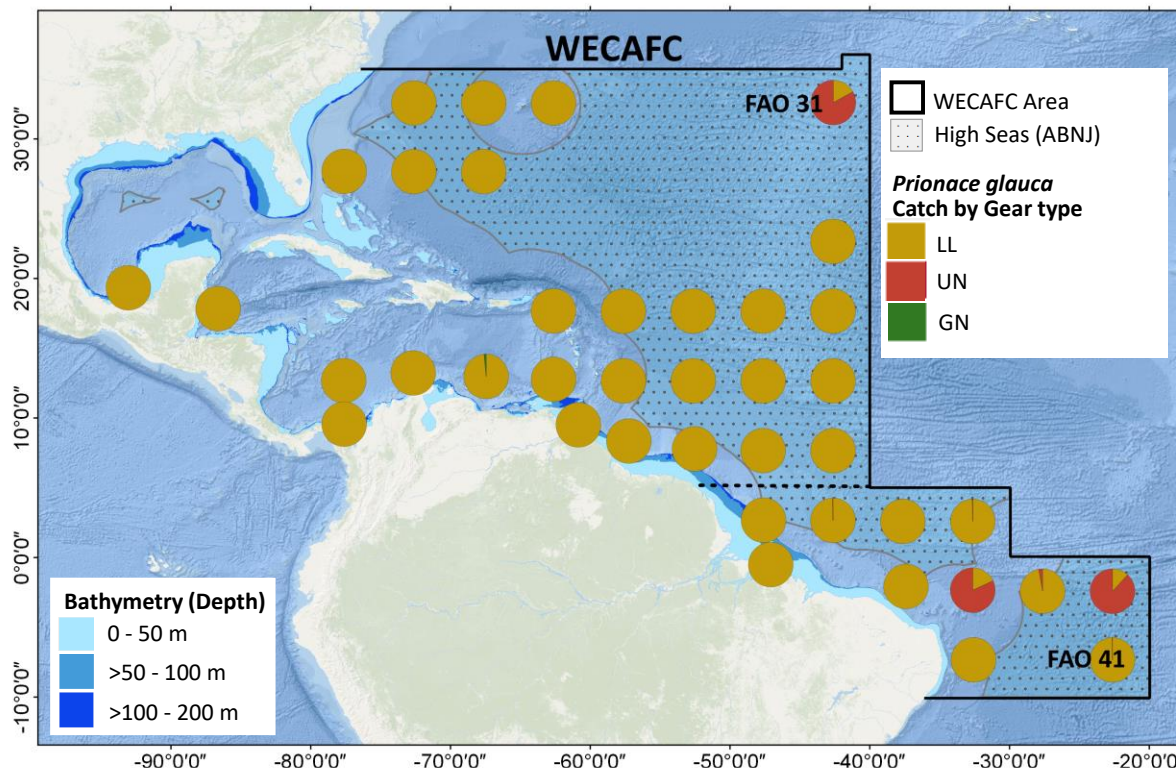 WECAFC
FAO 31
FAO 41
WECAFC Area
High Seas (ABNJ)
Prionace glauca
Catch by Gear type
LL
UN
GN
Bathymetry (Depth)
0 - 50 m
>50 - 100 m
>100 - 200 m
30°0'0"
20°0'0"
10°0'0"
0°0'0"
-10°0'0"
-90°0'0"
-80°0'0"
-70°0'0"
-60°0'0"
-50°0'0"
-40°0'0"
-30°0'0"
-20°0'0"